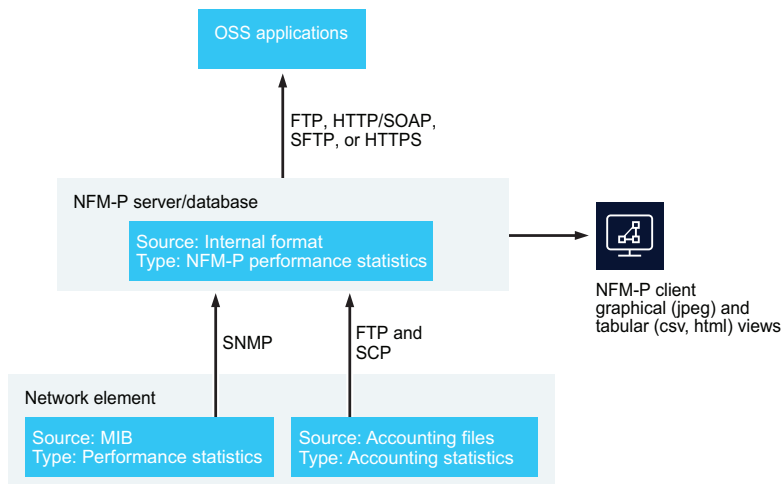 OSS applications
FTP, HTTP/SOAP,
SFTP, or HTTPS
NFM-P server/database
Source: Internal format
Type: NFM-P performance statistics
NFM-P client
graphical (jpeg) and
tabular (csv, html) views
SNMP
FTP and
SCP
Network element
Source: MIB
Type: Performance statistics
Source: Accounting files
Type: Accounting statistics